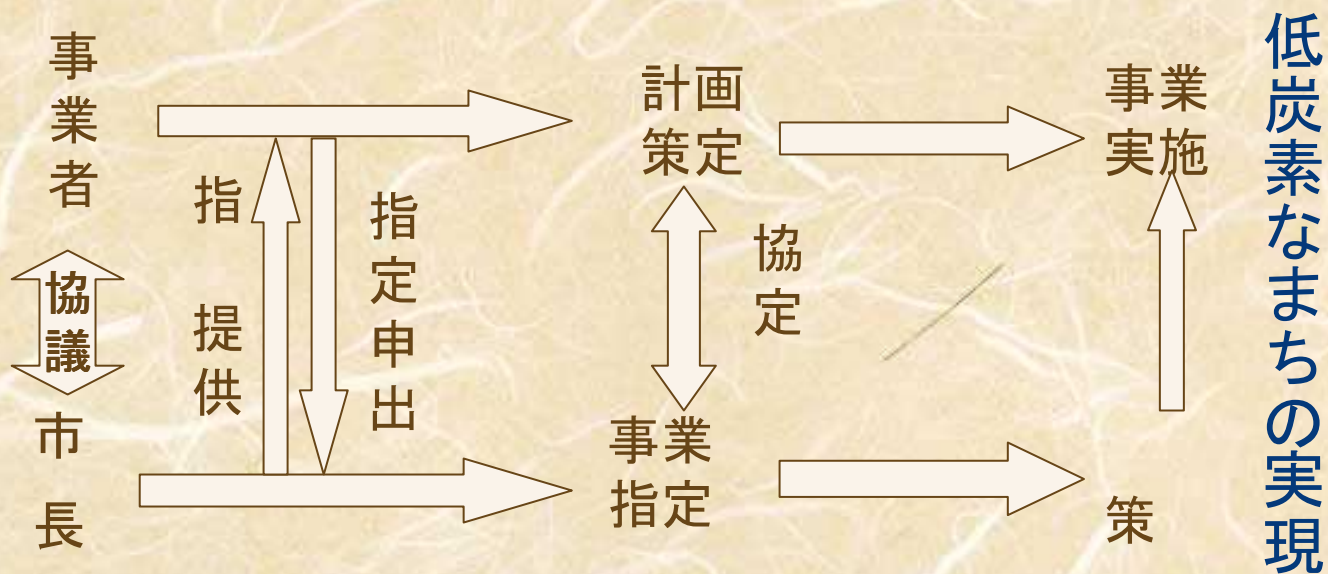 事業者
協議
市長
指
提供
指定申出
計画
策定
協定
事業
指定
事業
実施
策
低炭素なまちの実現